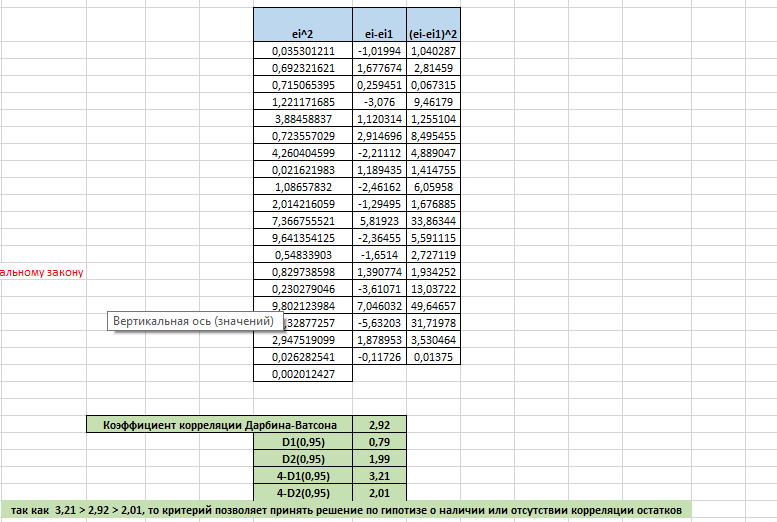 ei^2 ei-ei1 (ei-ei1)^2
0,035301211 -1,01994 1,040287
0,692321621 1,677674 2,81459
0,715065395 0,259451 0,067315
1,221171685 -3,076 9,46179
3,88458837 1,120314 1,255104
0,723557029 2,914696 8,495455
4,260404599 -2,21112 4,889047
0,021621983 1,189435 1,414755
1,08657832 -2,46162 6,05958
2,014216059 -1,29495 1,676885
7,366755521 5,81923 33,86344
9,641354125 -2,36455 5,591115
0,54833903 -1,6514 2,727119
альному закону 0,829738598 1,390774 1,934252
0,230279046 -3,61071 13,03722
9,802123984 7,046032 49,64657
Вертикальная ось (значений) ,32877257 -5,63203 31,71978
2,947519099 1,878953 3,530464
0,026282541 -0,11726 0,01375
0,002012427
Коэффициент корреляции Дарбина-Ватсона 2,92
D1(0,95) 0,79
D2(0,95) 1,99
4-D1(0,95) 3,21
4-D2(0,95) 2,01
так как 3,21 > 2,92 > 2,01, то критерий позволяет принять решение по гипотизе о наличии или отсутствии корреляции остатков